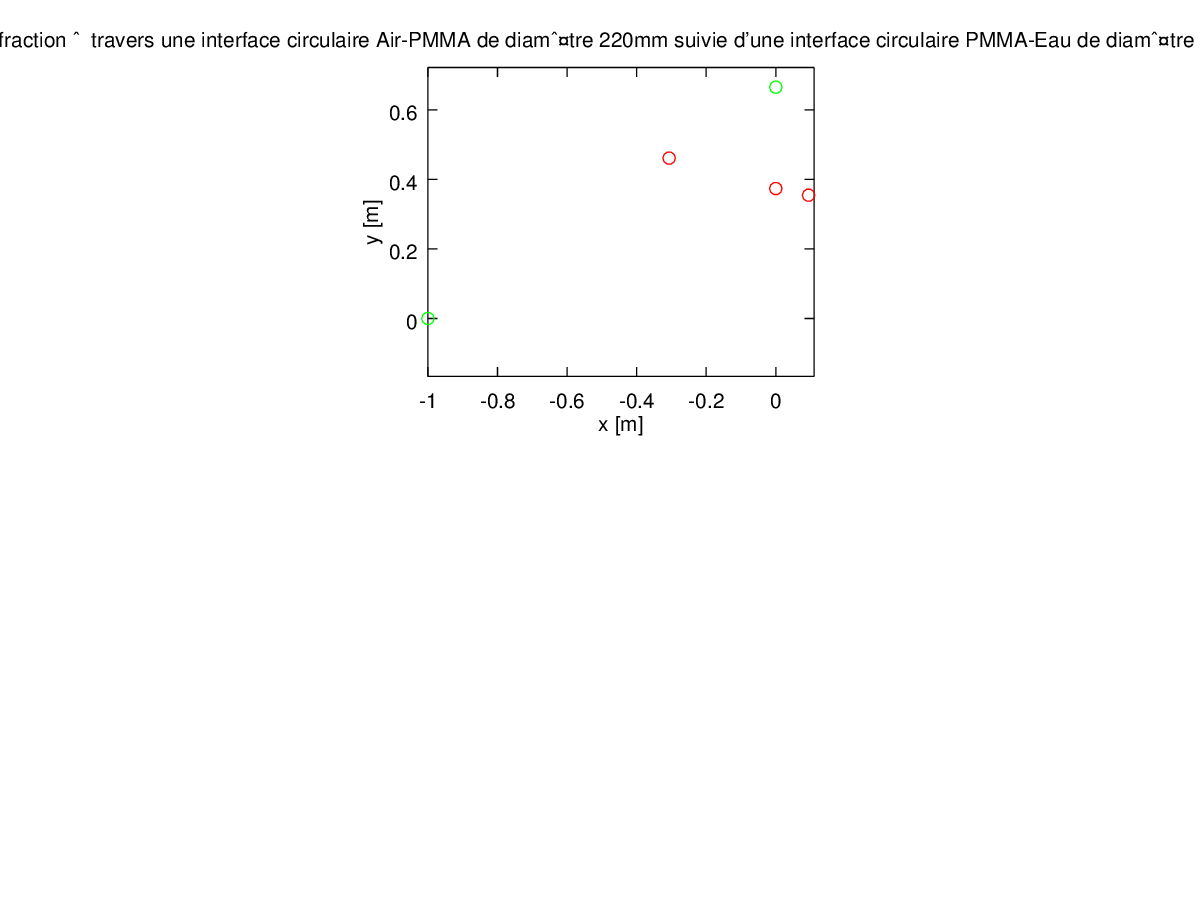 fraction ˆ travers une interface circulaire Air-PMMA de diamˆ¤tre 220mm suivie d'une interface circulaire PMMA-Eau de diamˆ¤tre
0.6
0.4
y [m]
0.2
0
-1 -0.8 -0.6 -0.4 -0.2 0
x [m]